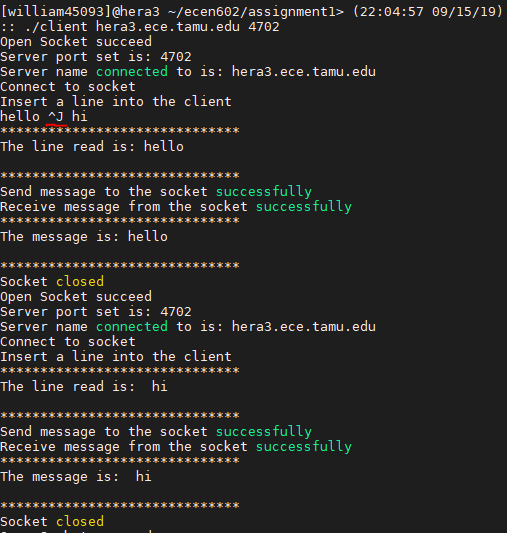 [william45093]@hera3 ~/ecen602/assignment1> (22:04:57 09/15/19)
:: ./client hera3.ece.tamu.edu 4702
Open Socket succeed
Server port set is: 4702
Server name connected to is: hera3.ece.tamu.edu
Connect to socket
Insert a line into the client
hello ^J hi
******************************
The line read is: hello
******************************
Send message to the socket successfully
Receive message from the socket successfully
******************************
The message is: hello
******************************
Socket closed
Open Socket succeed
Server port set is: 4702
Server name connected to is: hera3.ece.tamu.edu
Connect to socket
Insert a line into the client
******************************
The line read is:  hi
******************************
Send message to the socket successfully
Receive message from the socket successfully
******************************
The message is:  hi
******************************
Socket closed